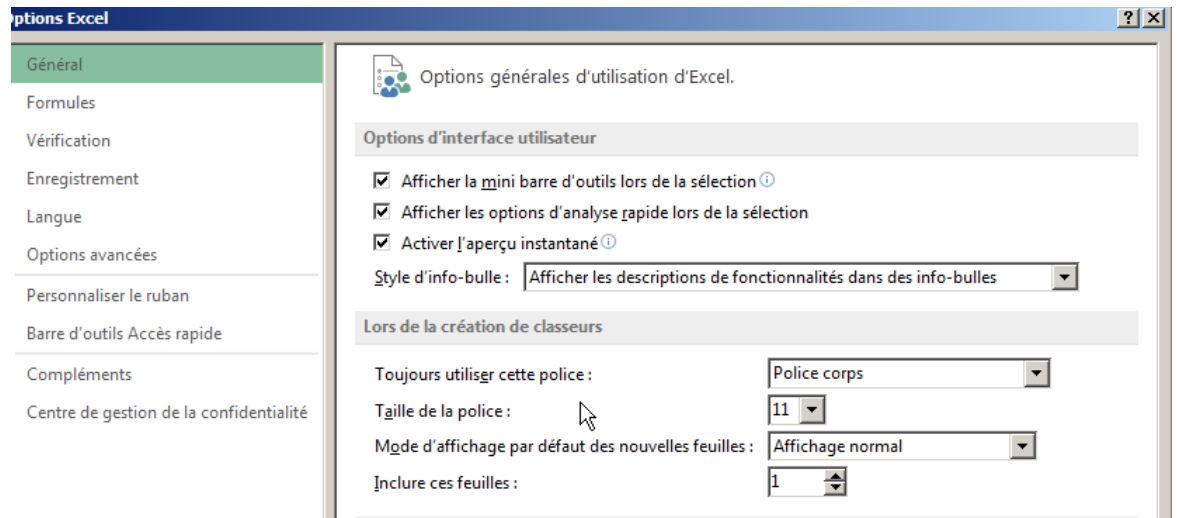 ptions Excel
Général
Formules
Vérification
Enregistrement
Langue
Options avancées
Personnaliser le ruban
Barre d'outils Accès rapide
Compléments
Centre de gestion de la confidentialité
Options générales d'utilisation d'Excel.
Options d'interface utilisateur
Afficher la mini barre d'outils lors de la sélection
Afficher les options d'analyse rapide lors de la sélection
Activer l'aperçu instantané
Style d'info-bulle : Afficher les descriptions de fonctionnalités dans des info-bulles
Lors de la création de classeurs
Toujours utiliser cette police : Police corps
Taille de la police : 11
Mode d'affichage par défaut des nouvelles feuilles : Affichage normal
Inclure ces feuilles : 1